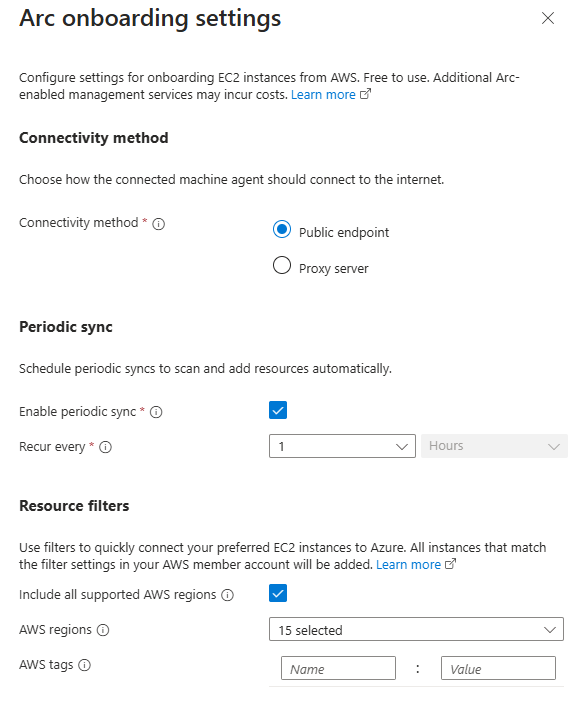 Arc onboarding settings
Configure settings for onboarding EC2 instances from AWS. Free to use. Additional Arc-
enabled management services may incur costs. Learn more
Connectivity method
Choose how the connected machine agent should connect to the internet.
Connectivity method *
Public endpoint
Proxy server
Periodic sync
Schedule periodic syncs to scan and add resources automatically.
Enable periodic sync *
Recur every * 1 Hours
Resource filters
Use filters to quickly connect your preferred EC2 instances to Azure. All instances that match
the filter settings in your AWS member account will be added. Learn more
Include all supported AWS regions
AWS regions 15 selected
AWS tags Name : Value